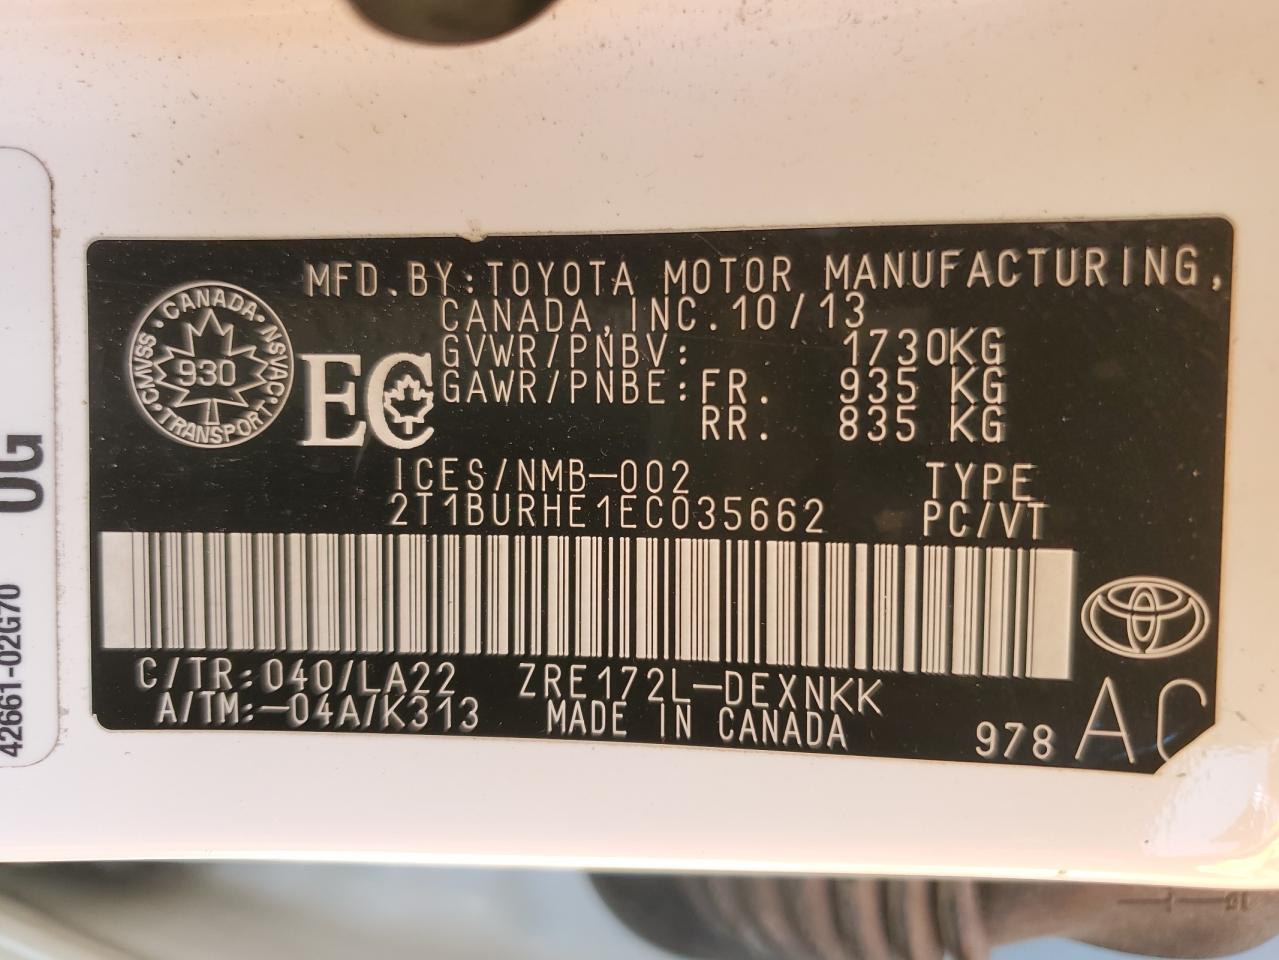 MFD.BY:TOYOTA MOTOR MANUFACTURING,
CANADA,INC.10/13
GVWR/PNBV: 1730KG
GAWR/PNBE:FR. 935 KG
RR. 835 KG
CANADA·NSVAC·TRANSPORT·CMVSS·
930
EC
ICES/NMB-002 TYPE
2T1BURHE1EC035662 PC/VT
C/TR:040/LA22 ZRE172L-DEXNKK
A/TM:-04A/K313 MADE IN CANADA
978 AC
0G
42661-02G70